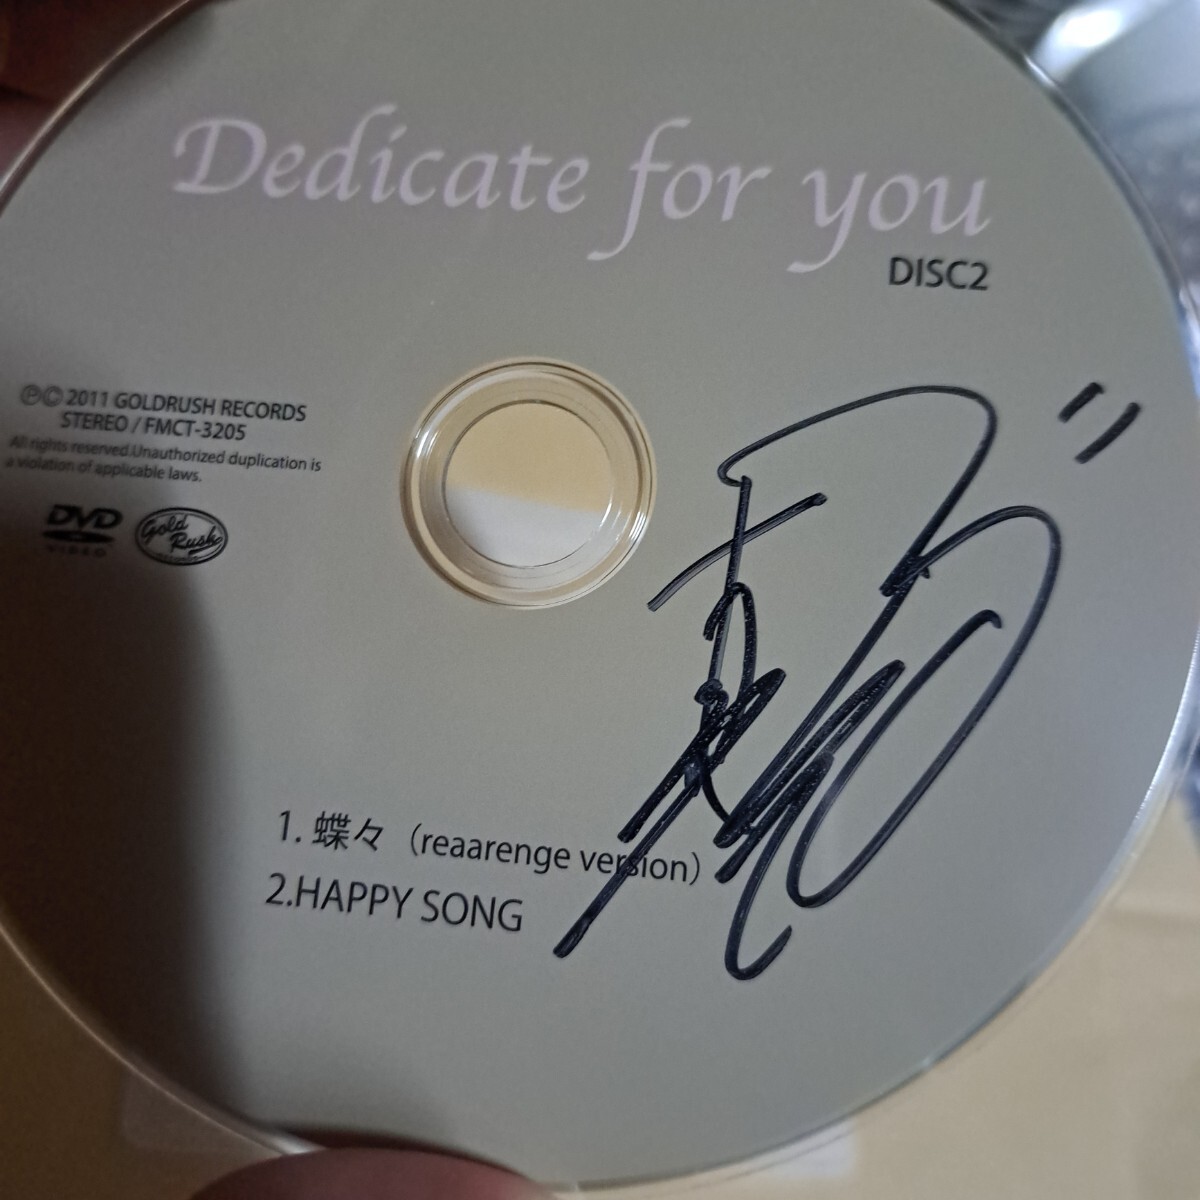 Dedicate for you
DISC2
Ⓟ© 2011 GOLDRUSH RECORDS
STEREO / FMCT-3205
All rights reserved.Unauthorized duplication is
a violation of applicable laws.
DVD
VIDEO
Gold
Rush
1. 蝶々（reaarenge version）
2.HAPPY SONG